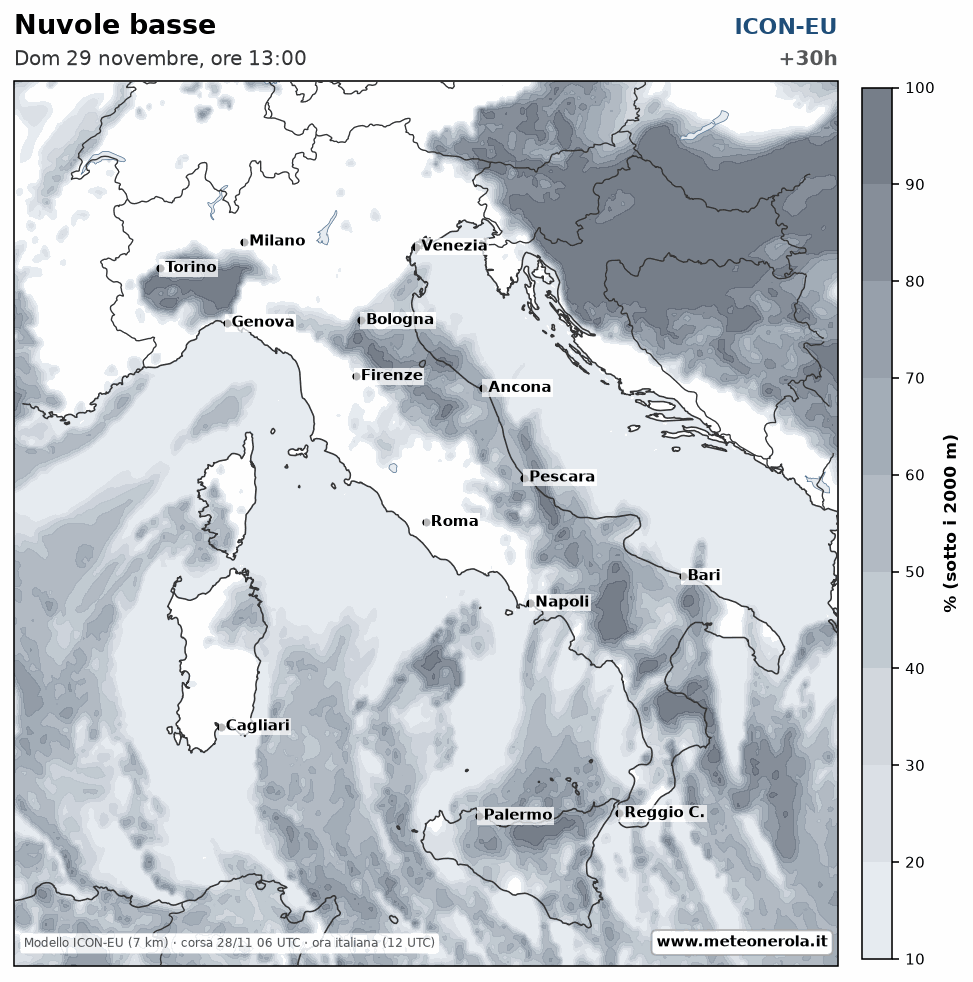 Nuvole basse
ICON-EU
Dom 29 novembre, ore 13:00
+30h
100
90
80
70
60
50
40
30
20
10
% (sotto i 2000 m)
Milano
Venezia
Torino
Genova
Bologna
Firenze
Ancona
Pescara
Roma
Bari
Napoli
Cagliari
Palermo
Reggio C.
Modello ICON-EU (7 km) · corsa 28/11 06 UTC · ora italiana (12 UTC)
www.meteonerola.it